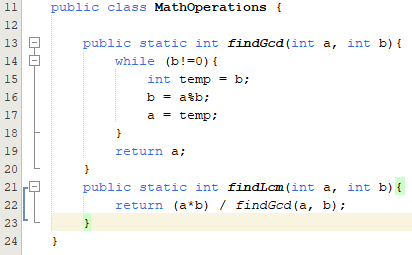 11 public class MathOperations {
12
13 public static int findGcd(int a, int b){
14 while (b!=0){
15 int temp = b;
16 b = a%b;
17 a = temp;
18 }
19 return a;
20 }
21 public static int findLcm(int a, int b){
22 return (a*b) / findGcd(a, b);
23 }
24 }